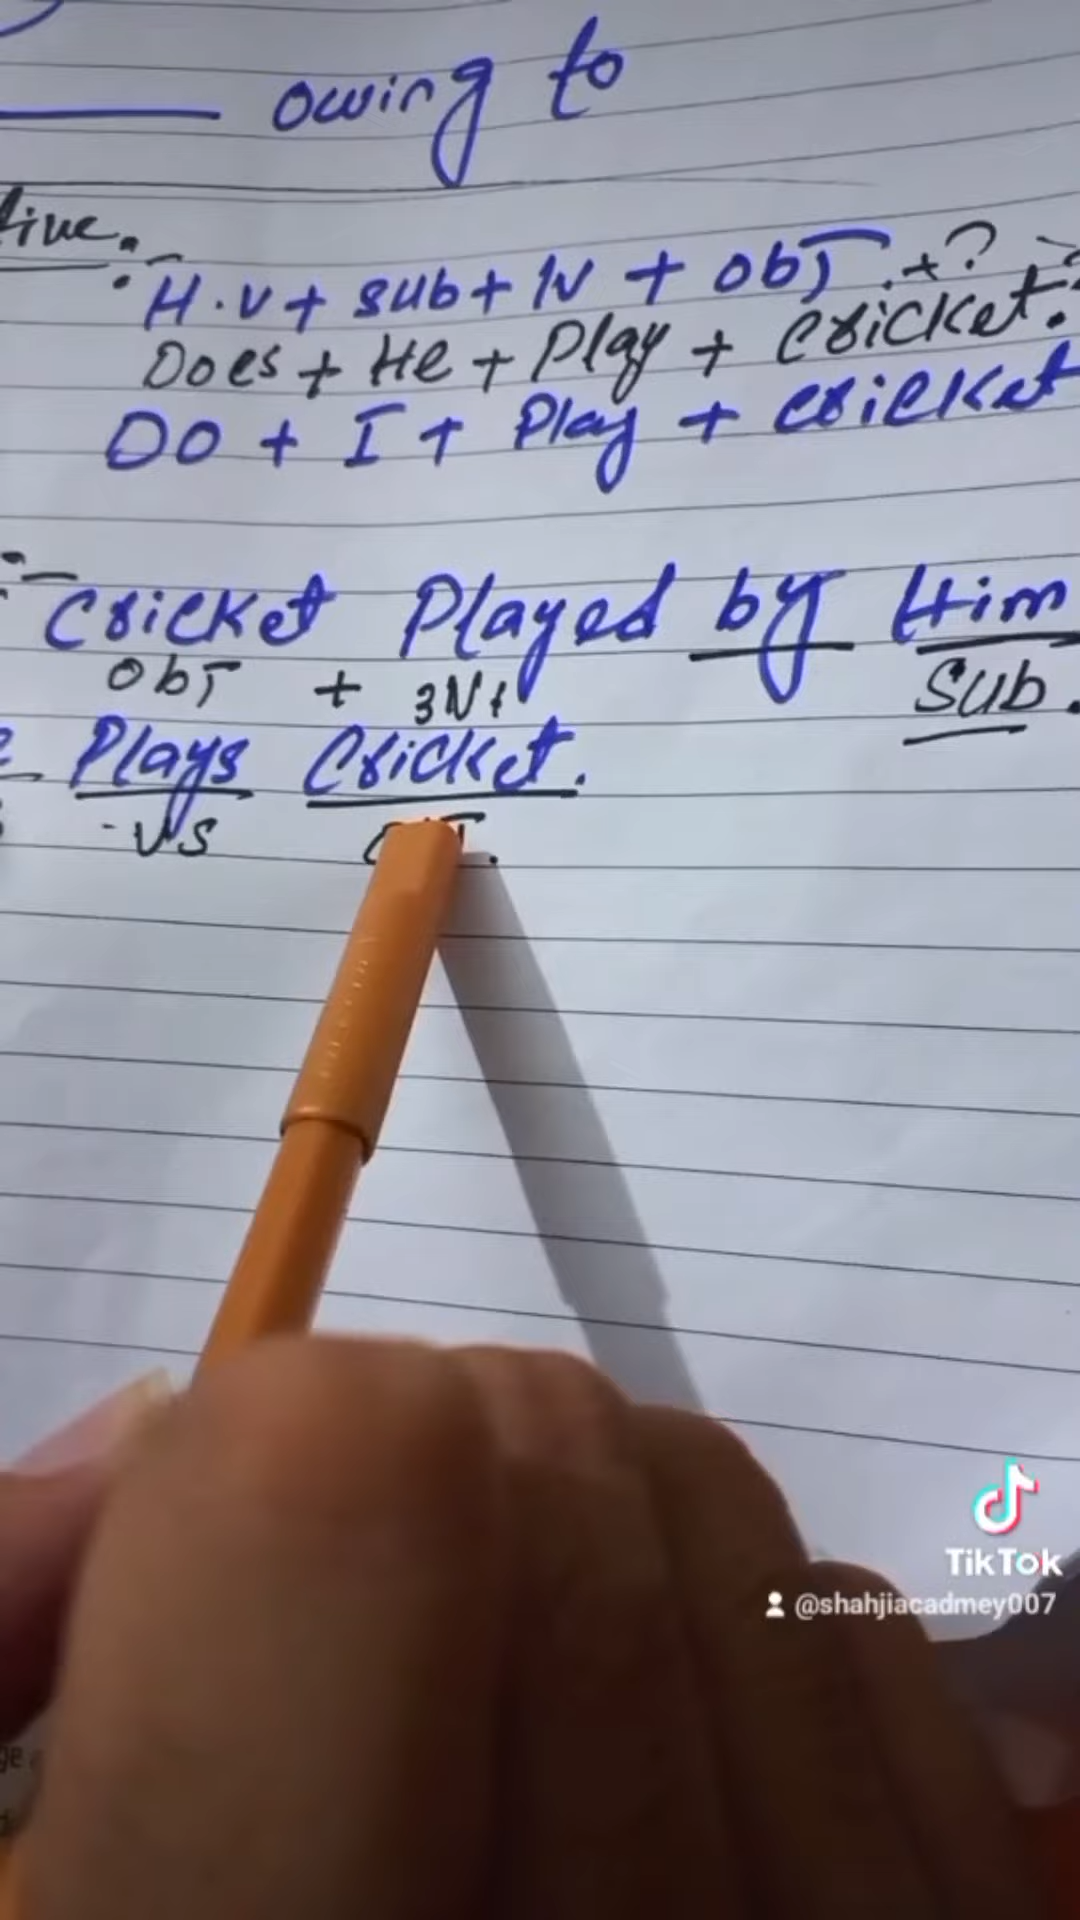 owing to
tive:-
H.V + sub + IV + obJ + ?
Does + He + Play + Cricket.
DO + I + Play + cricket
:- Cricket Played by Him
ObJ + 3V + Sub.
Plays Cricket.
VS
TikTok
@shahjiacadmey007